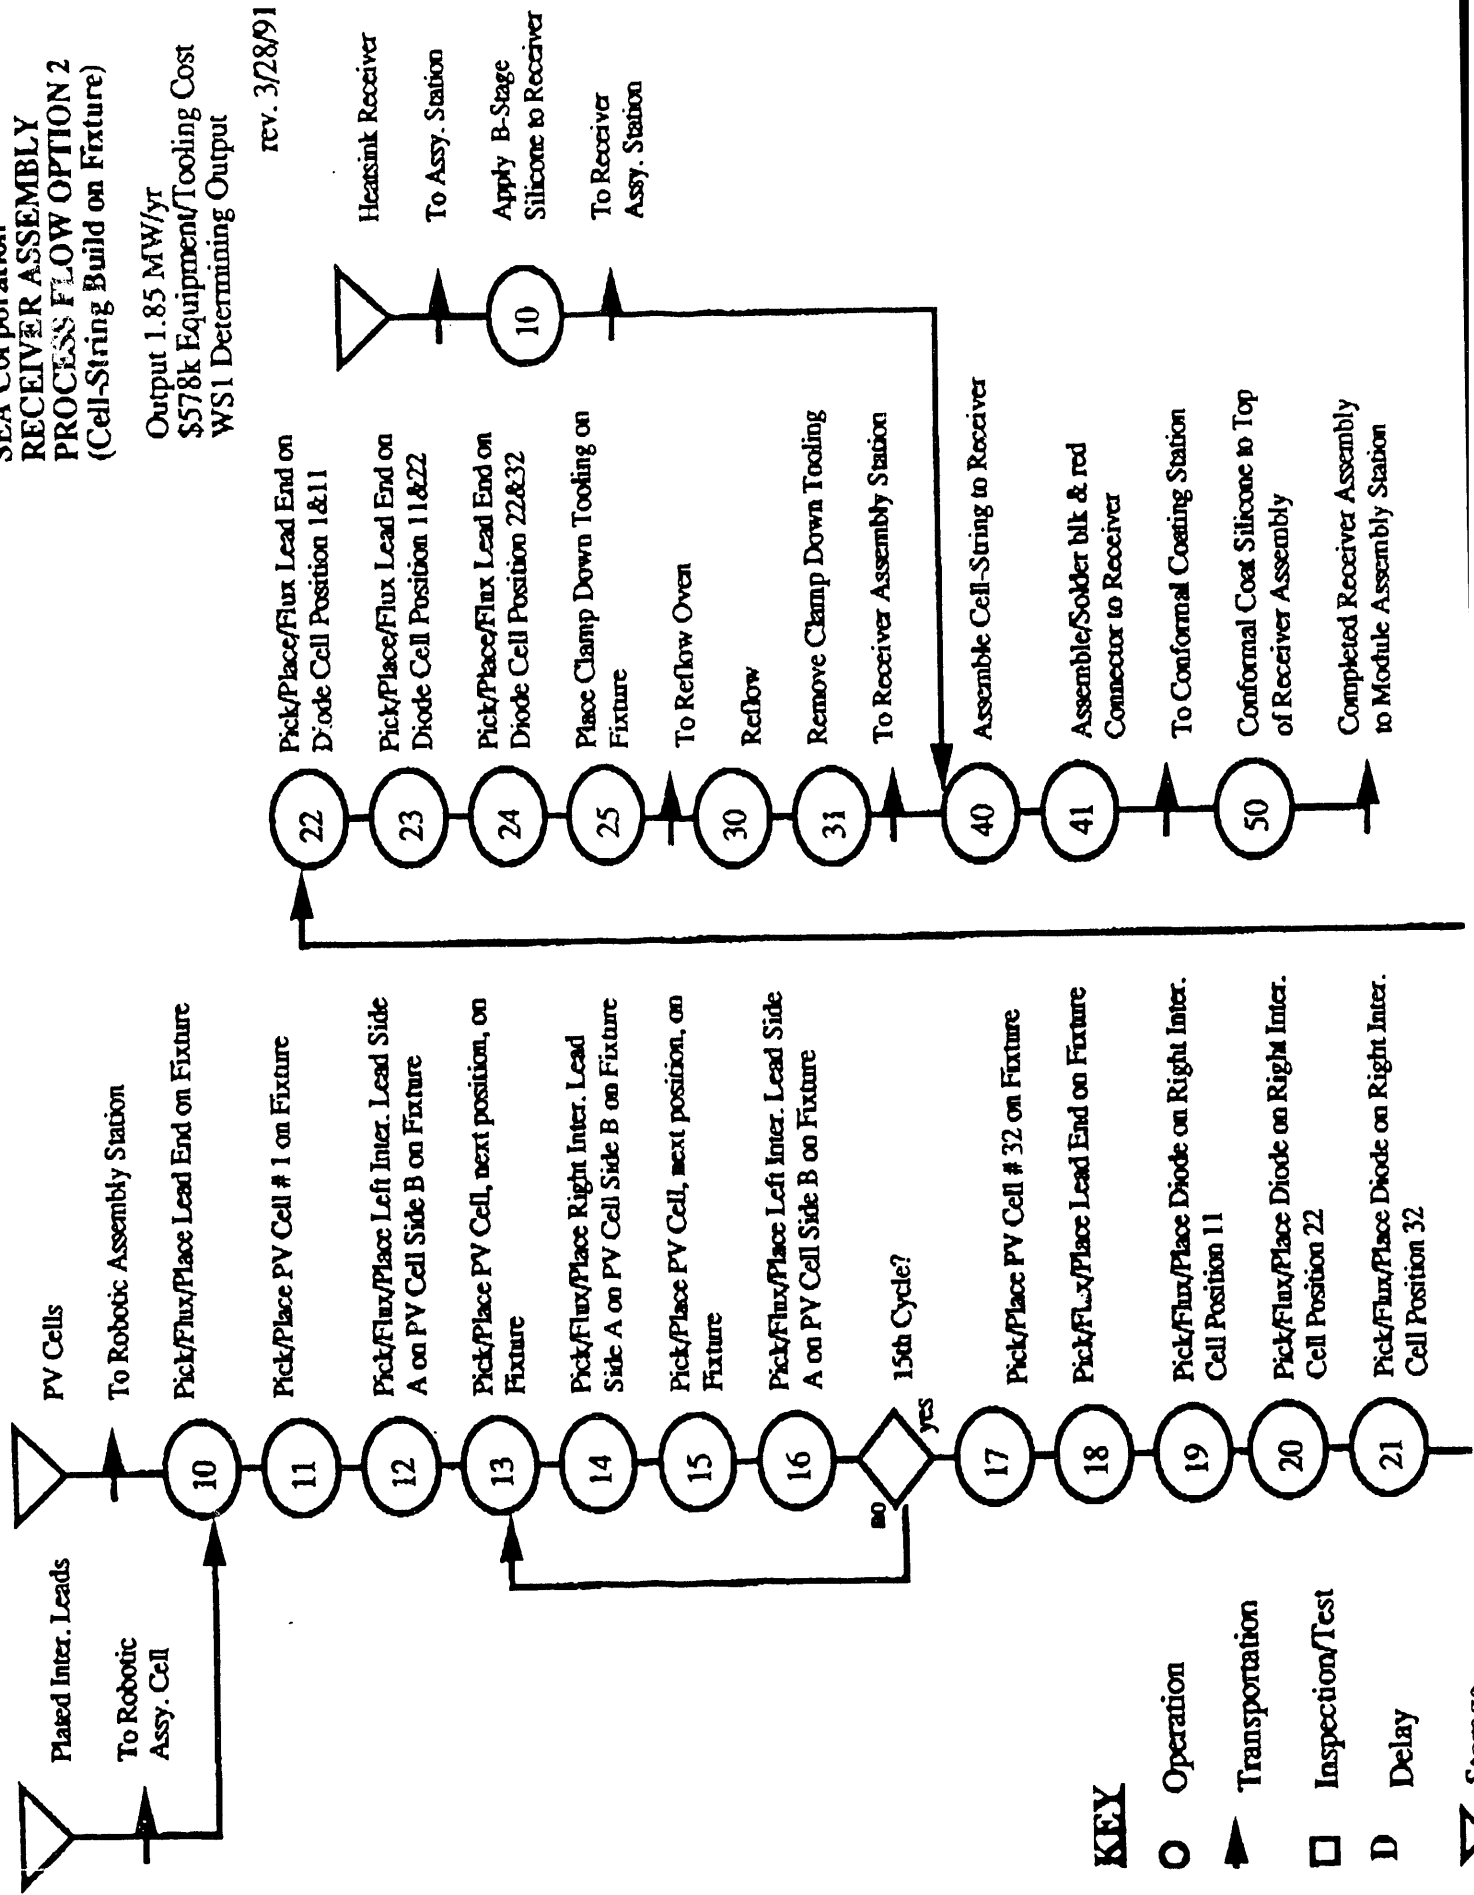 SEA Corporation
RECEIVER ASSEMBLY
PROCESS FLOW OPTION 2
(Cell-String Build on Fixture)
Output 1.85 MW/yr
$578k Equipment/Tooling Cost
WS1 Determining Output
rev. 3/28/91
Plated Inter. Leads
To Robotic
Assy. Cell
PV Cells
To Robotic Assembly Station
10
Pick/Flux/Place Lead End on Fixture
11
Pick/Place PV Cell # 1 on Fixture
12
Pick/Flux/Place Left Inter. Lead Side
A on PV Cell Side B on Fixture
13
Pick/Place PV Cell, next position, on
Fixture
14
Pick/Flux/Place Right Inter. Lead
Side A on PV Cell Side B on Fixture
15
Pick/Place PV Cell, next position, on
Fixture
16
Pick/Flux/Place Left Inter. Lead Side
A on PV Cell Side B on Fixture
15th Cycle?
no
yes
17
Pick/Place PV Cell # 32 on Fixture
18
Pick/Flux/Place Lead End on Fixture
19
Pick/Flux/Place Diode on Right Inter.
Cell Position 11
20
Pick/Flux/Place Diode on Right Inter.
Cell Position 22
21
Pick/Flux/Place Diode on Right Inter.
Cell Position 32
22
Pick/Place/Flux Lead End on
Diode Cell Position 1&11
23
Pick/Place/Flux Lead End on
Diode Cell Position 11&22
24
Pick/Place/Flux Lead End on
Diode Cell Position 22&32
25
Place Clamp Down Tooling on
Fixture
To Reflow Oven
30
Reflow
31
Remove Clamp Down Tooling
To Receiver Assembly Station
40
Assemble Cell-String to Receiver
41
Assemble/Solder blk & red
Connector to Receiver
To Conformal Coating Station
50
Conformal Coat Silicone to Top
of Receiver Assembly
Completed Receiver Assembly
to Module Assembly Station
Heatsink Receiver
To Assy. Station
10
Apply B-Stage
Silicone to Receiver
To Receiver
Assy. Station
KEY
Operation
Transportation
Inspection/Test
D Delay
Storage